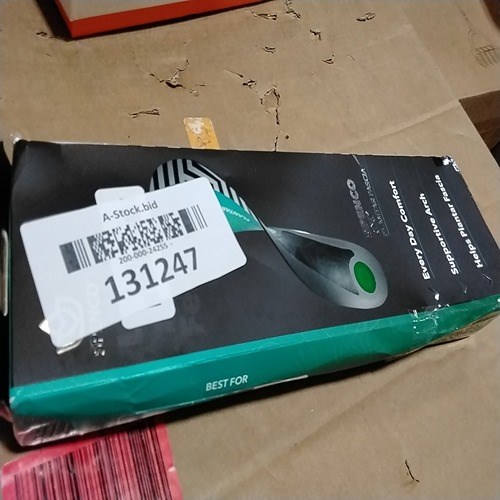 A-Stock.bid
200-000-24255
131247
Every Day Comfort
Supportive Arch
Helps Plantar Fascia
BEST FOR